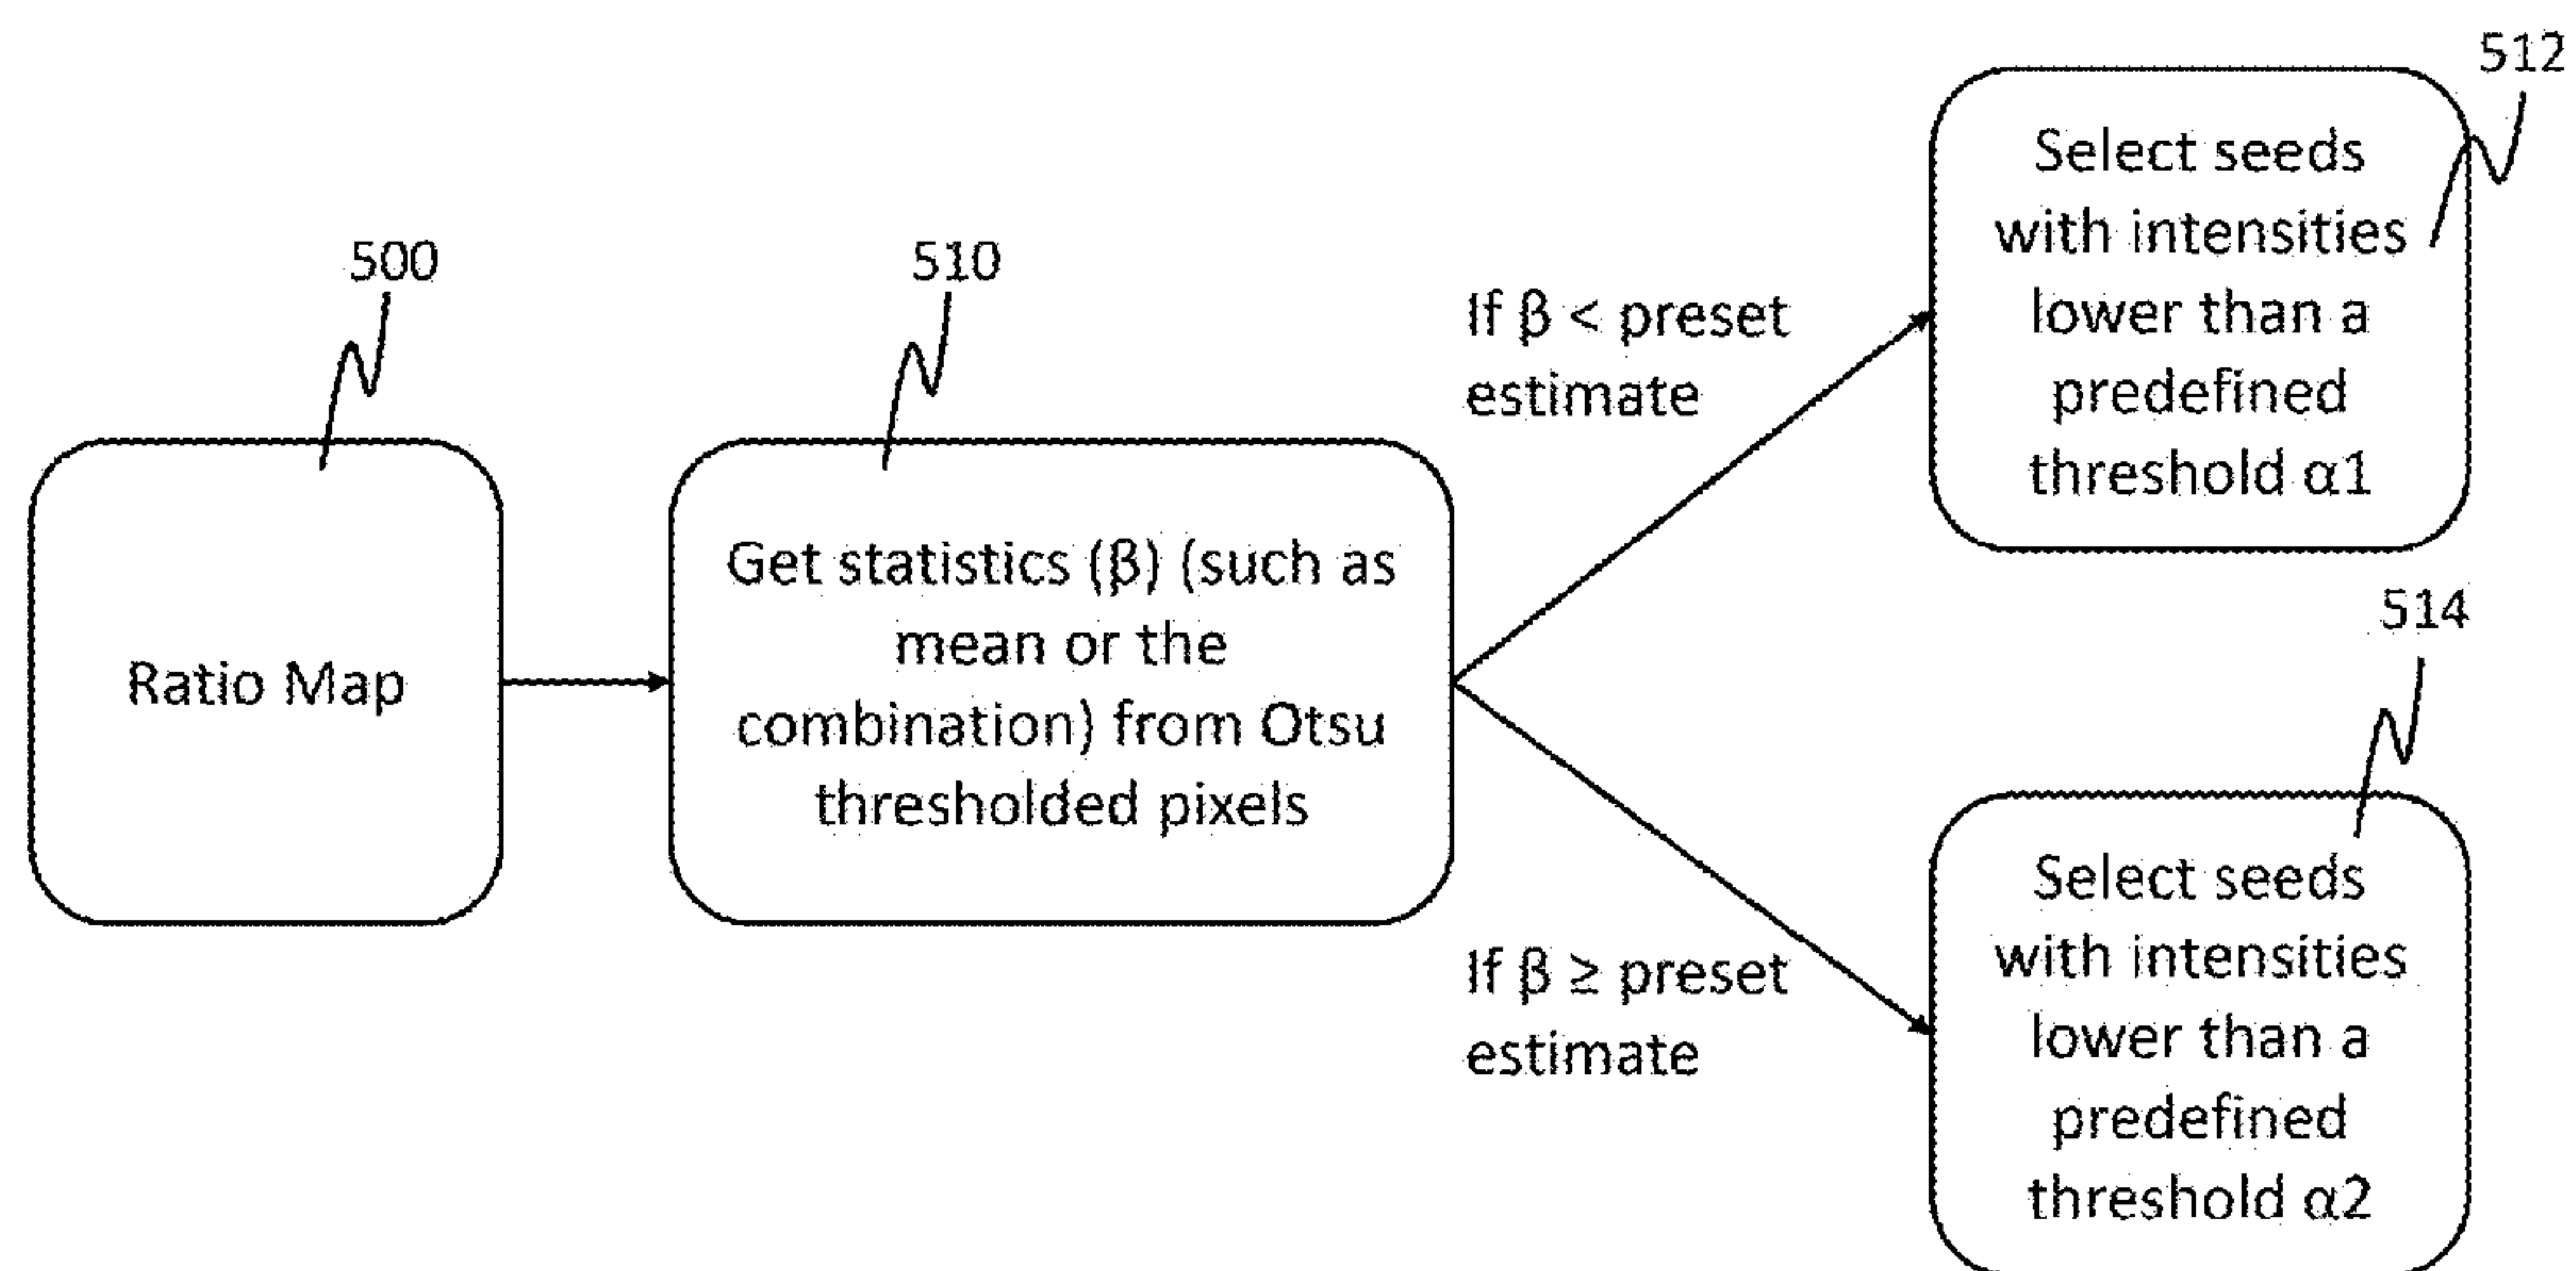 500
Ratio Map
510
Get statistics (β) (such as
mean or the
combination) from Otsu
thresholded pixels
If β < preset
estimate
512
Select seeds
with intensities
lower than a
predefined
threshold α1
If β ≥ preset
estimate
514
Select seeds
with intensities
lower than a
predefined
threshold α2